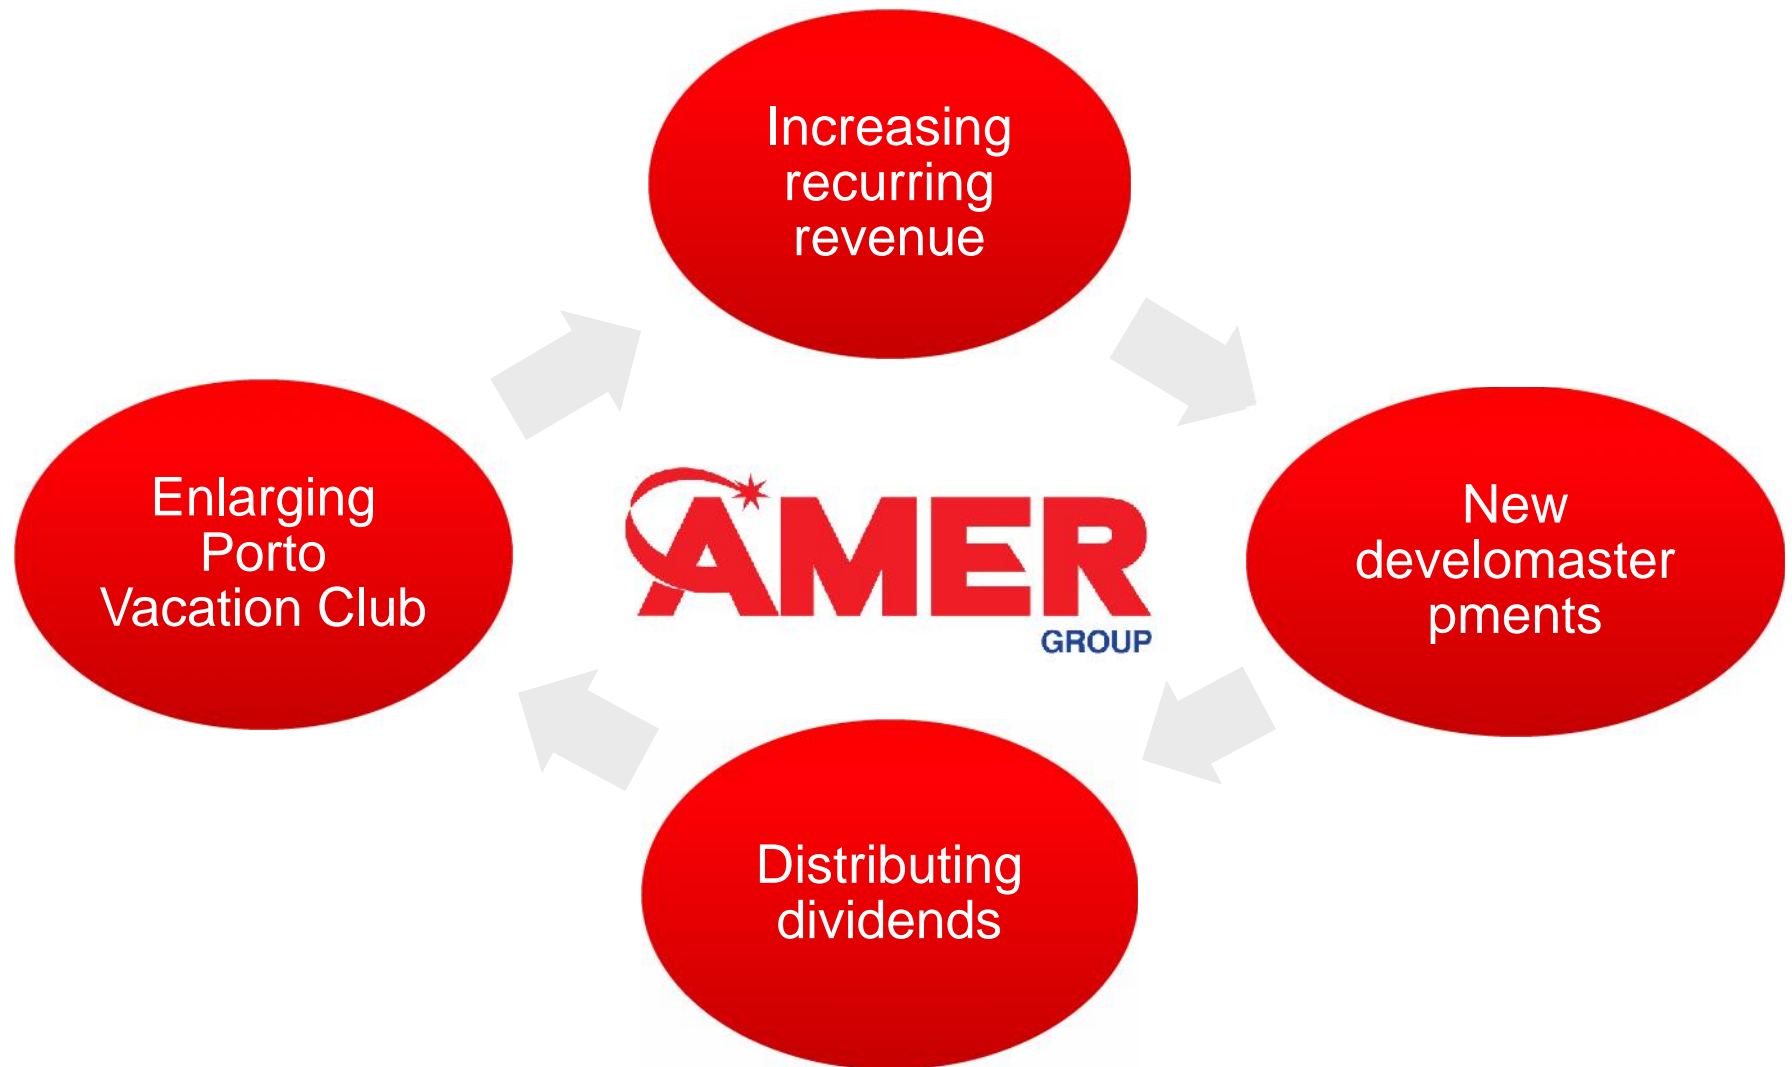 Increasing
recurring
revenue
Enlarging
Porto
Vacation Club
AMER
GROUP
New
develomaster
pments
Distributing
dividends